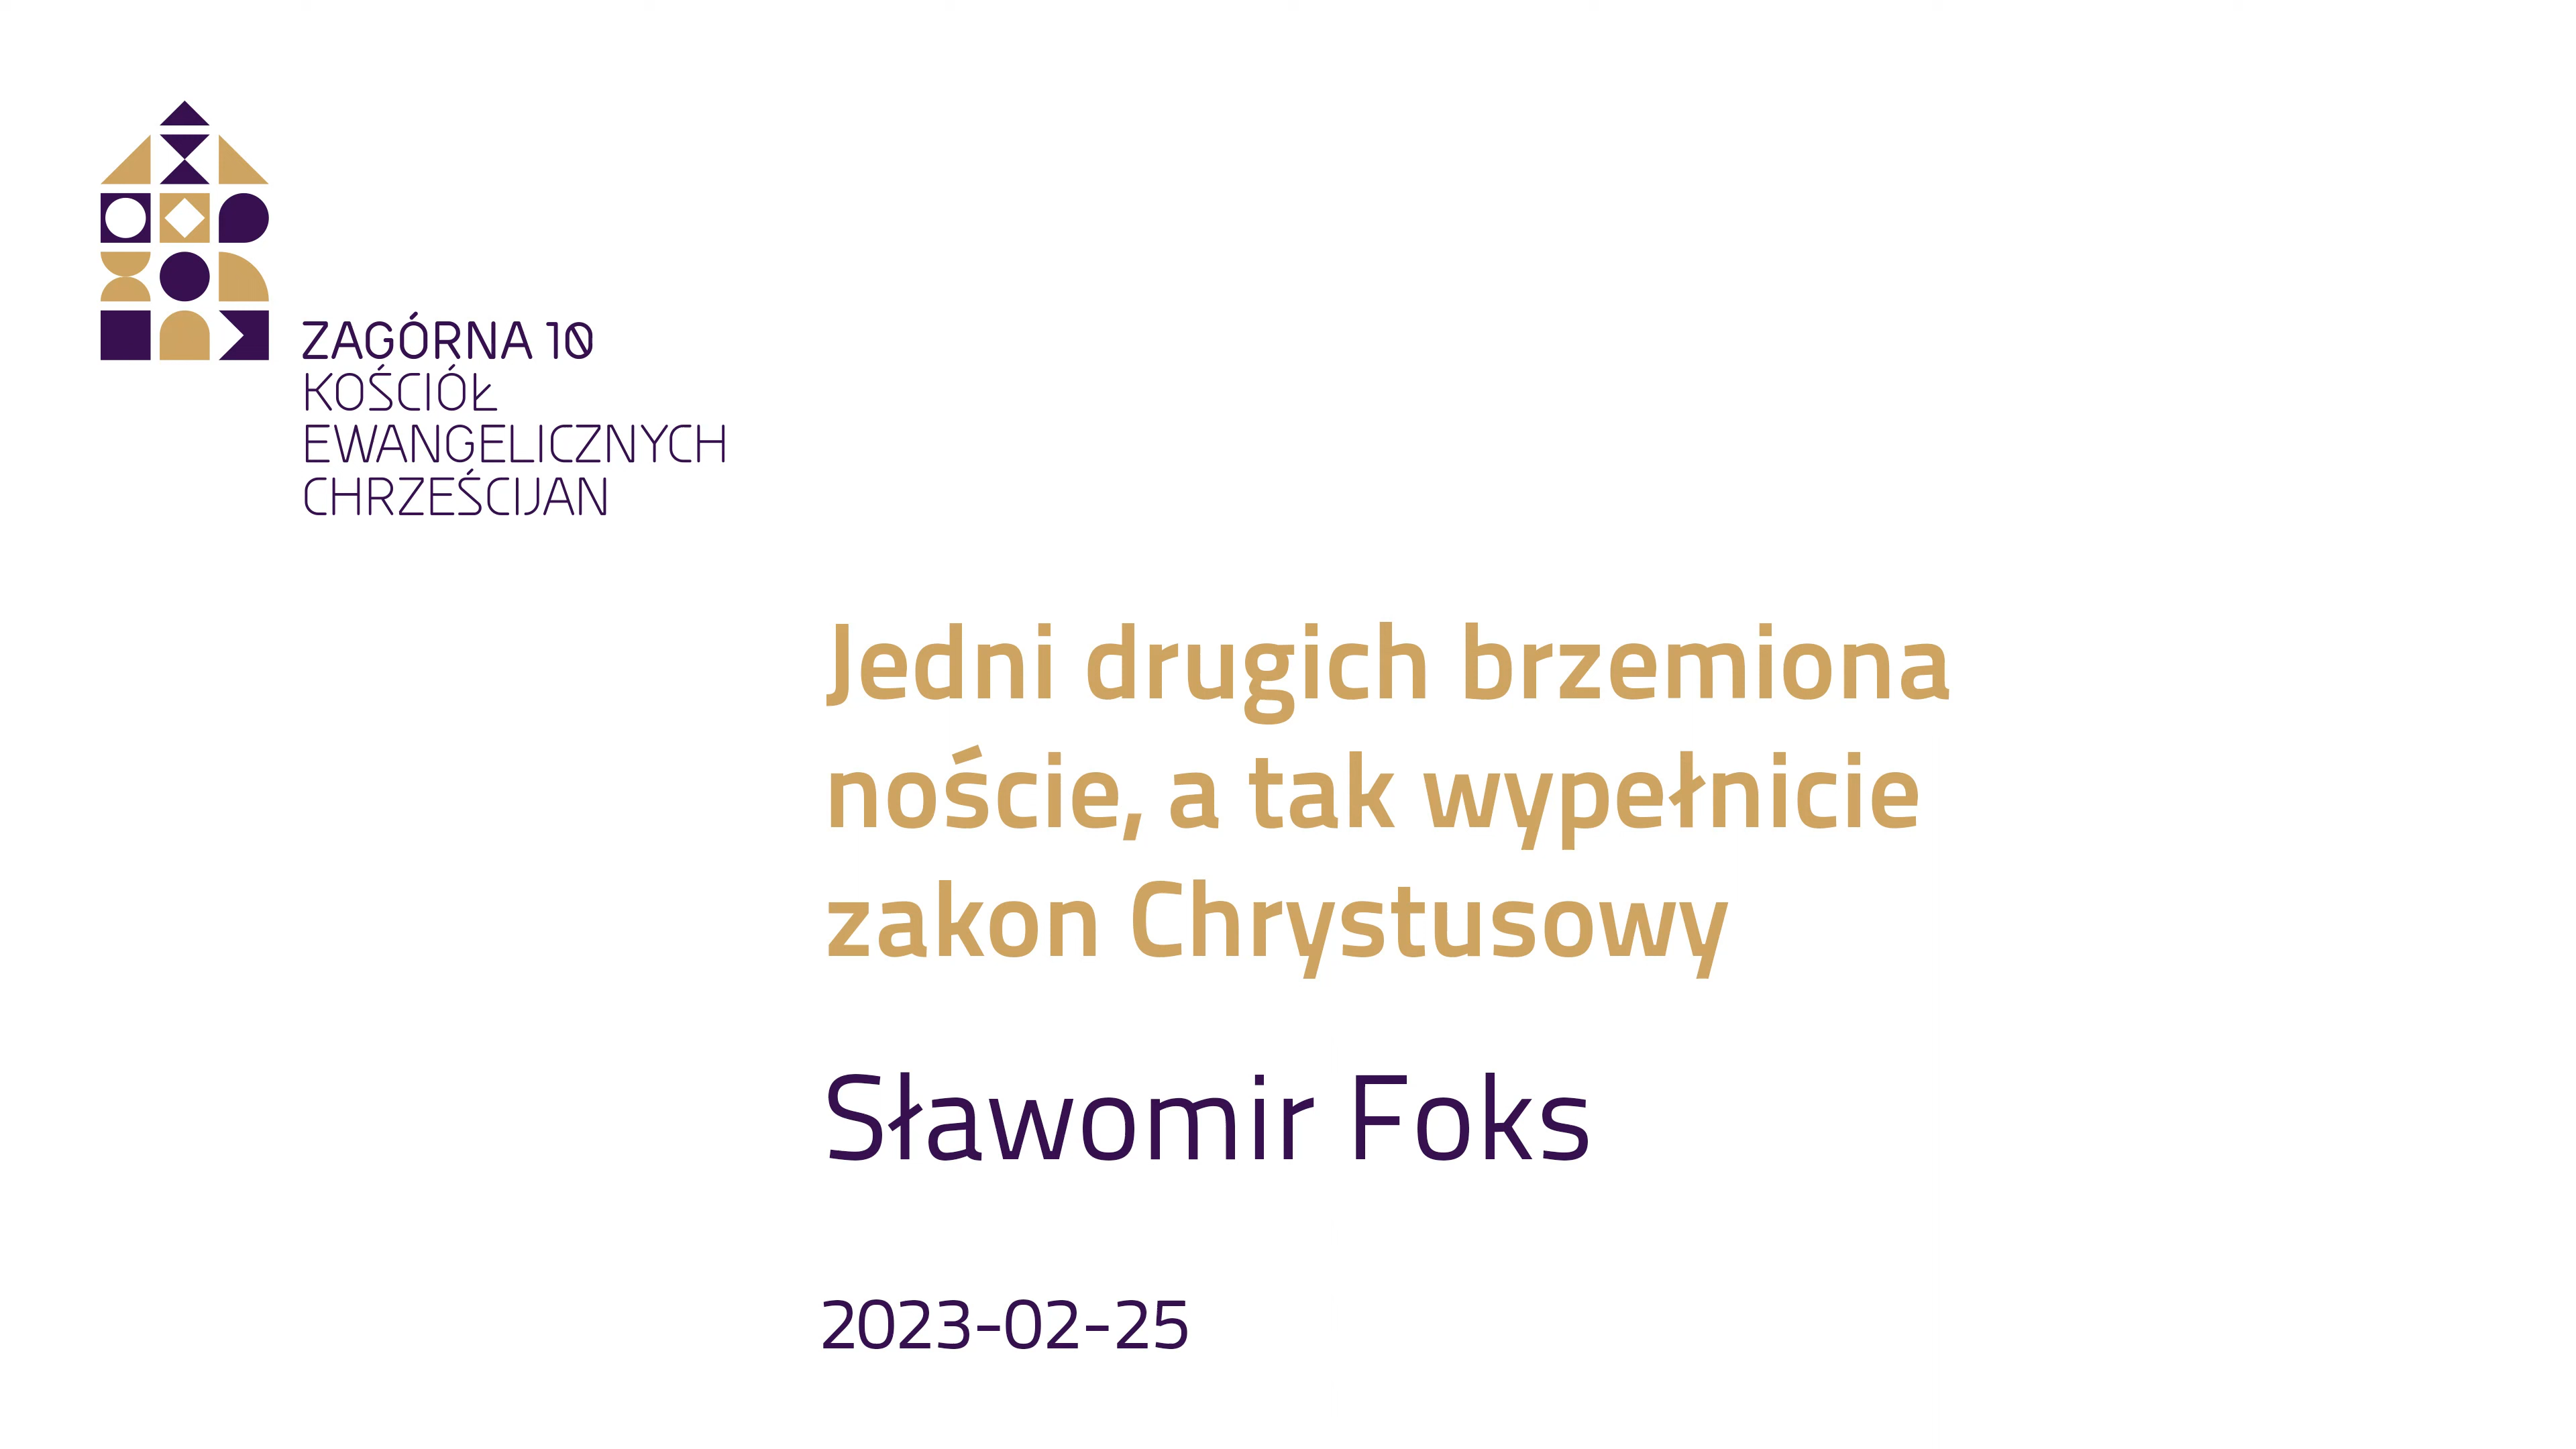 ZAGÓRNA 10
KOŚCIÓŁ
EWANGELICZNYCH
CHRZEŚCIJAN
Jedni drugich brzemiona
noście, a tak wypełnicie
zakon Chrystusowy
Sławomir Foks
2023-02-25